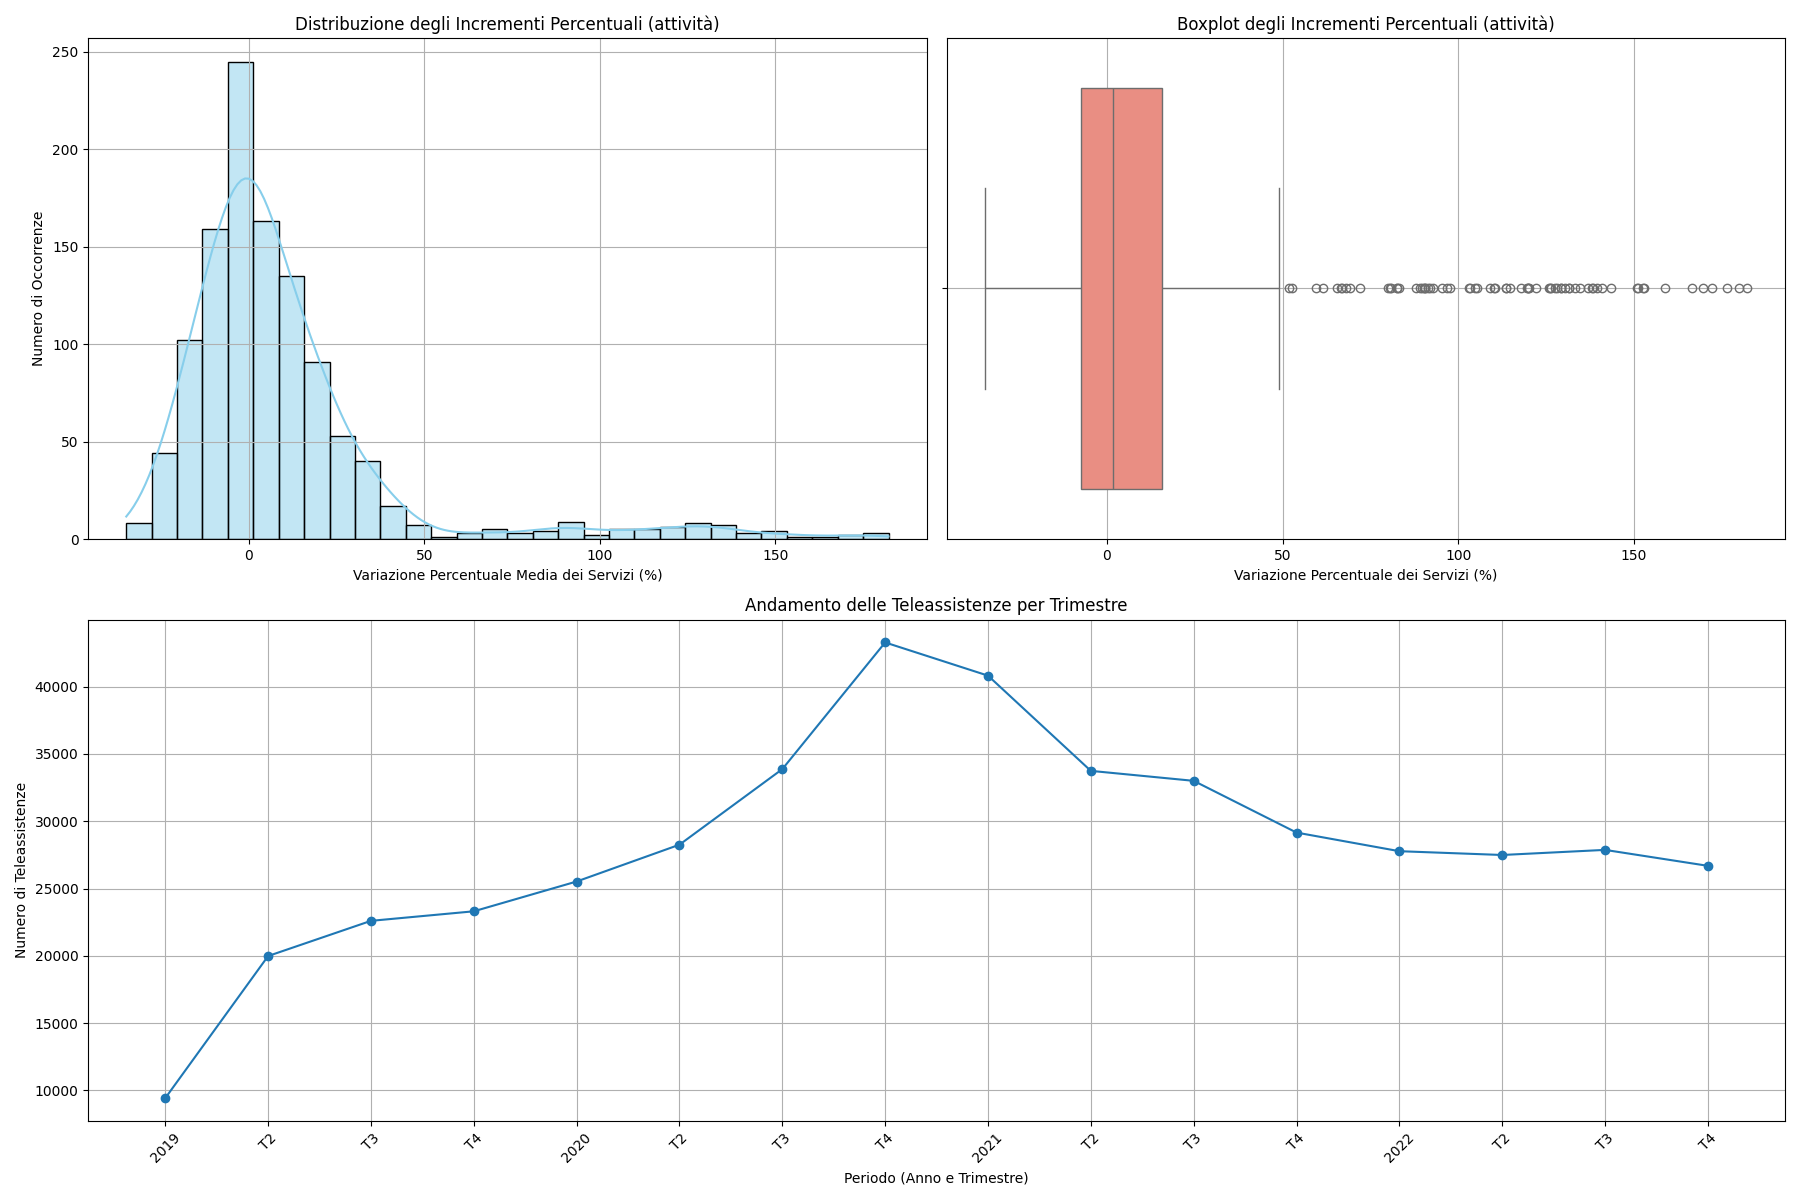 Distribuzione degli Incrementi Percentuali (attività)
Numero di Occorrenze
250
200
150
100
50
0
0 50 100 150
Variazione Percentuale Media dei Servizi (%)
Boxplot degli Incrementi Percentuali (attività)
0 50 100 150
Variazione Percentuale dei Servizi (%)
Andamento delle Teleassistenze per Trimestre
Numero di Teleassistenze
40000
35000
30000
25000
20000
15000
10000
2019 T2 T3 T4 2020 T2 T3 T4 2021 T2 T3 T4 2022 T2 T3 T4
Periodo (Anno e Trimestre)